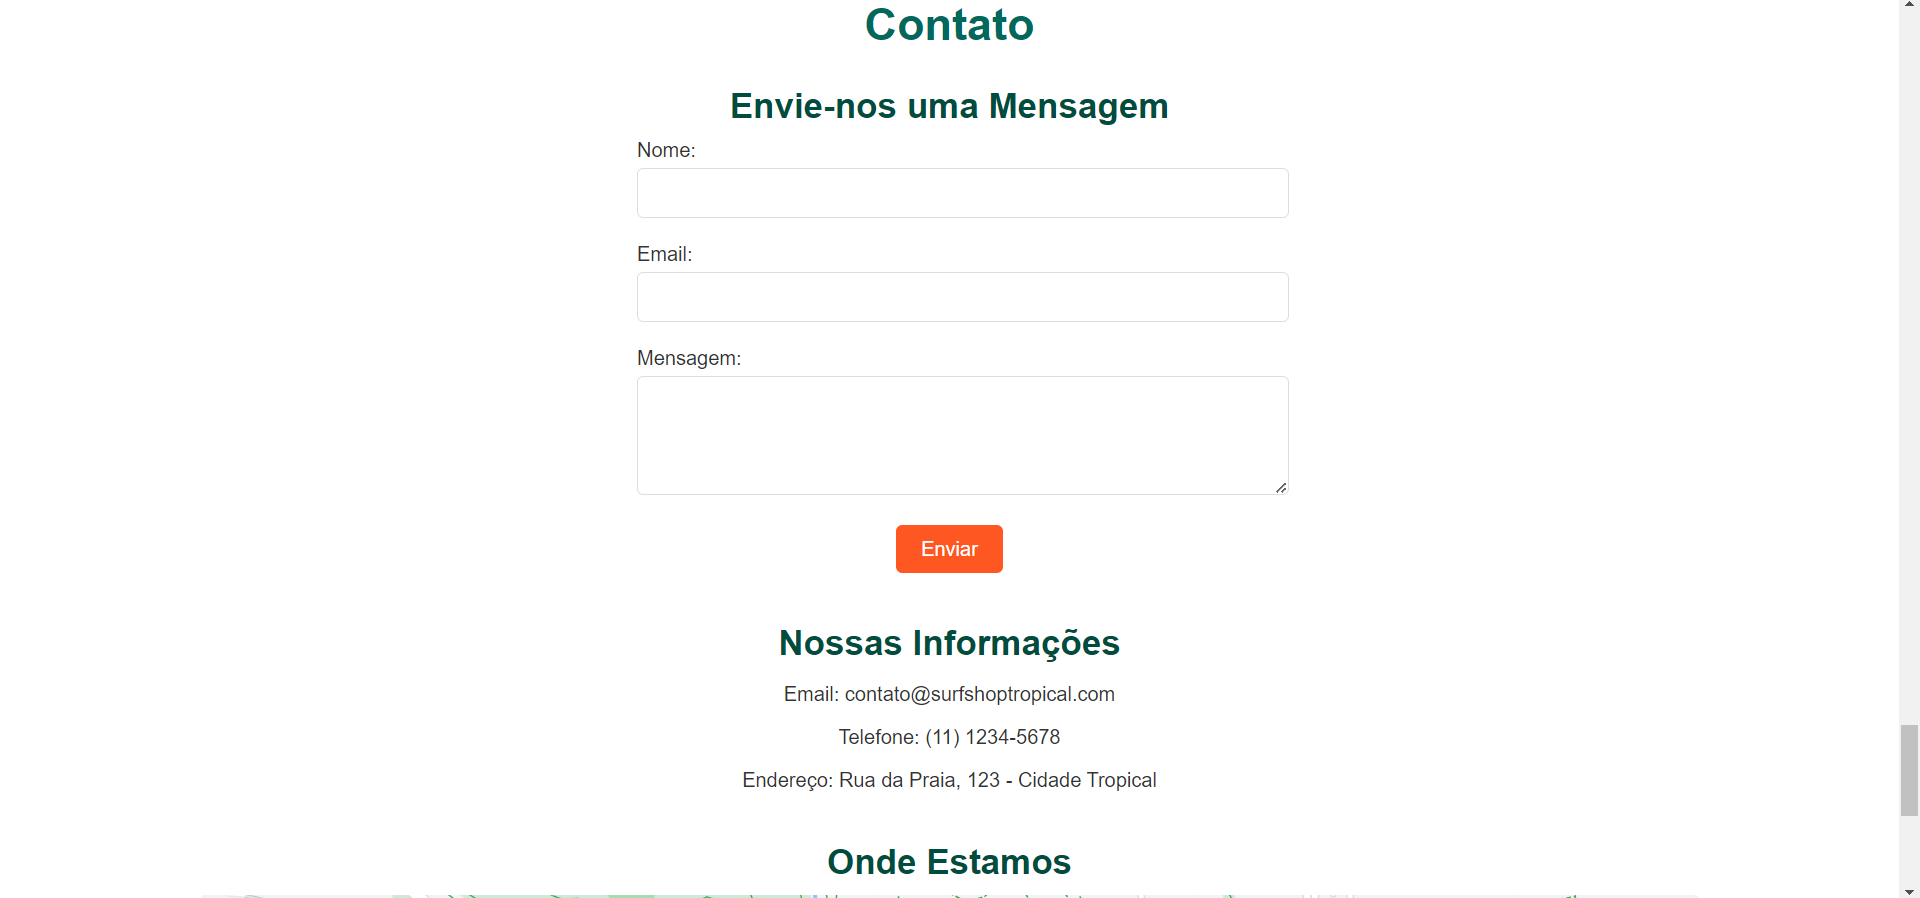 Contato
Envie-nos uma Mensagem
Nome:
Email:
Mensagem:
Enviar
Nossas Informações
Email: contato@surfshoptropical.com
Telefone: (11) 1234-5678
Endereço: Rua da Praia, 123 - Cidade Tropical
Onde Estamos